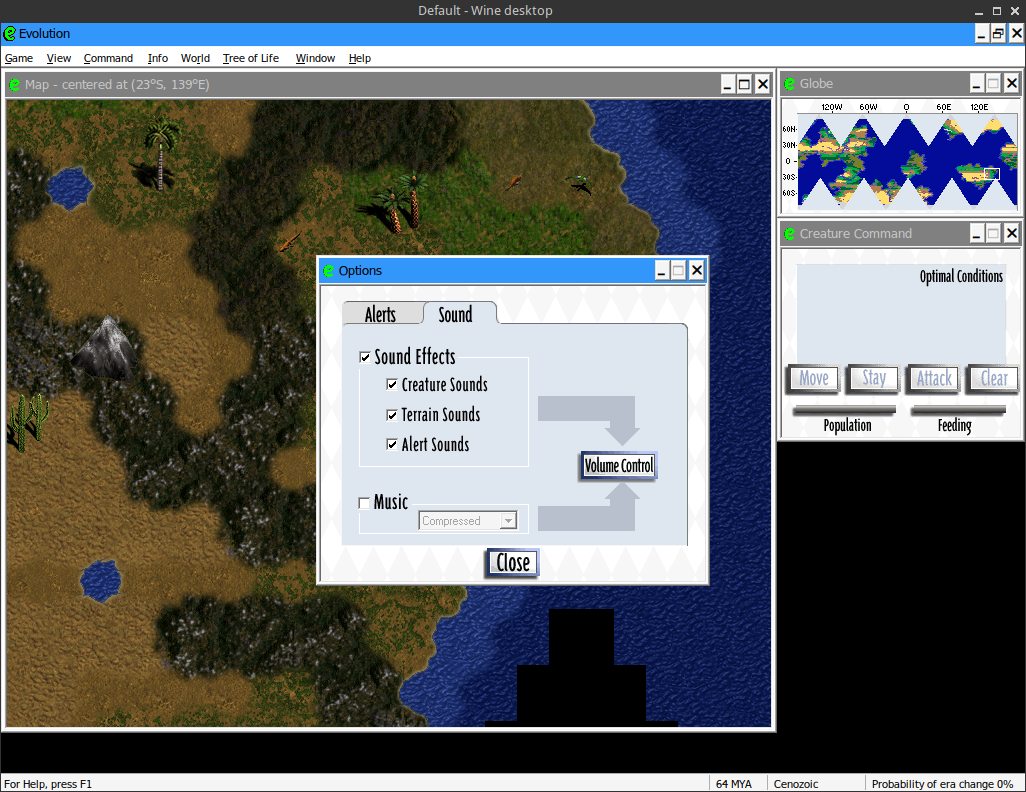 Default - Wine desktop
Evolution
Game View Command Info World Tree of Life Window Help
Map - centered at (23ºS, 139ºE)
Globe
120W 60W 0 60E 120E
60N
30N
0
30S
60S
Creature Command
Optimal Conditions
Move Stay Attack Clear
Population Feeding
Options
Alerts Sound
Sound Effects
Creature Sounds
Terrain Sounds
Alert Sounds
Volume Control
Music
Compressed
Close
For Help, press F1
64 MYA
Cenozoic
Probability of era change 0%